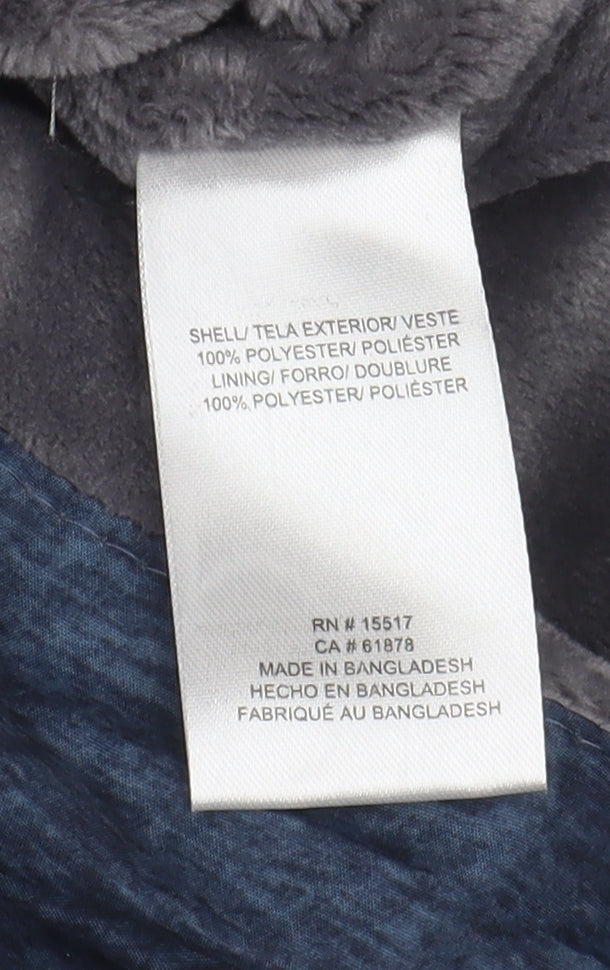 SHELL/ TELA EXTERIOR/ VESTE
100% POLYESTER/ POLIÉSTER
LINING/ FORRO/ DOUBLURE
100% POLYESTER/ POLIÉSTER
RN # 15517
CA # 61878
MADE IN BANGLADESH
HECHO EN BANGLADESH
FABRIQUÉ AU BANGLADESH